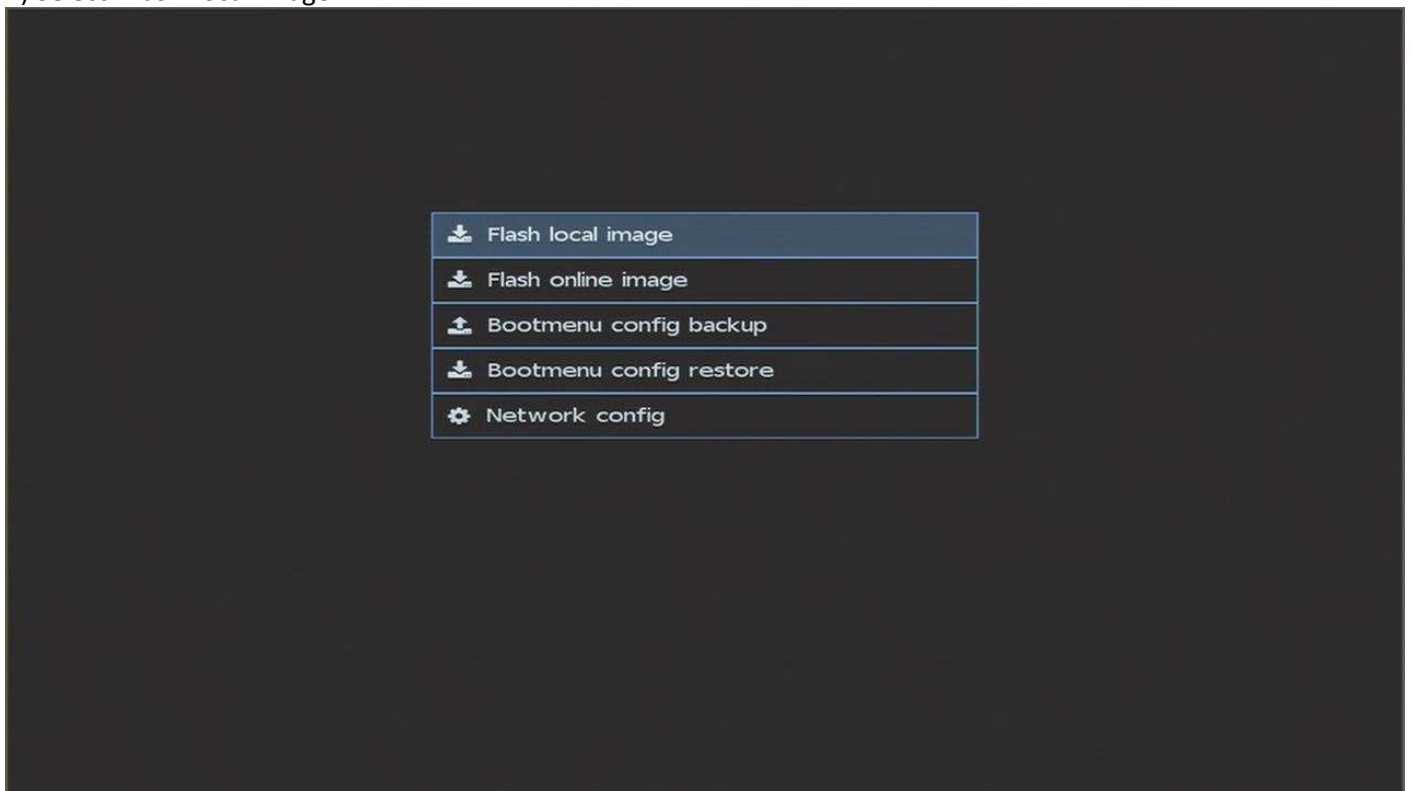 Flash local image
Flash online image
Bootmenu config backup
Bootmenu config restore
Network config